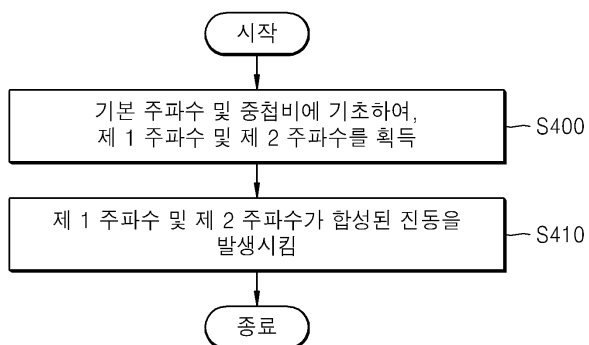 시작
기본 주파수 및 중첩비에 기초하여,
제 1 주파수 및 제 2 주파수를 획득
S400
제 1 주파수 및 제 2 주파수가 합성된 진동을
발생시킴
S410
종료